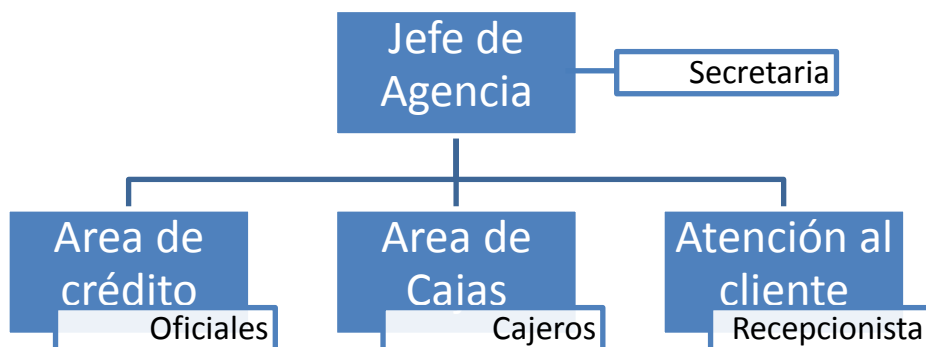 Jefe de
Agencia
Secretaria
Area de
crédito
Oficiales
Area de
Cajas
Cajeros
Atención al
cliente
Recepcionista